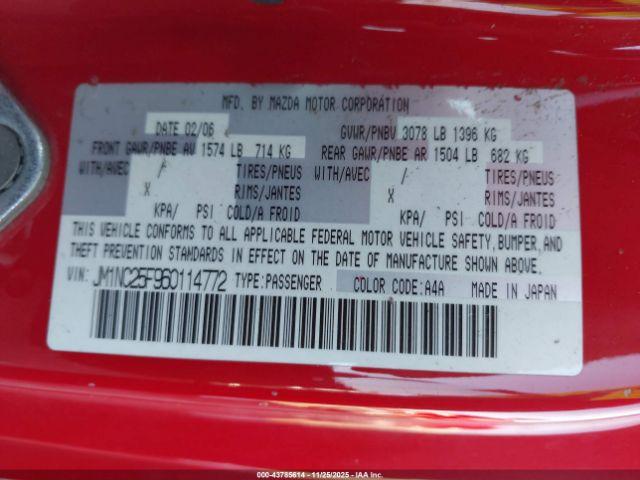 MFD. BY MAZDA MOTOR CORPORATION
DATE 02/06 GVWR/PNBV 3078 LB 1396 KG
FRONT GAWR/PNBE AV 1574 LB 714 KG REAR GAWR/PNBE AR 1504 LB 682 KG
WITH/AVEC / TIRES/PNEUS WITH/AVEC / TIRES/PNEUS
X RIMS/JANTES X RIMS/JANTES
KPA/ PSI COLD/A FROID KPA/ PSI COLD/A FROID
THIS VEHICLE CONFORMS TO ALL APPLICABLE FEDERAL MOTOR VEHICLE SAFETY, BUMPER, AND
THEFT PREVENTION STANDARDS IN EFFECT ON THE DATE OF MANUFACTURE SHOWN ABOVE.
VIN: JM1NC25F960114772 TYPE:PASSENGER COLOR CODE:A4A MADE IN JAPAN
000-43785614 - 11/25/2025 - IAA Inc.